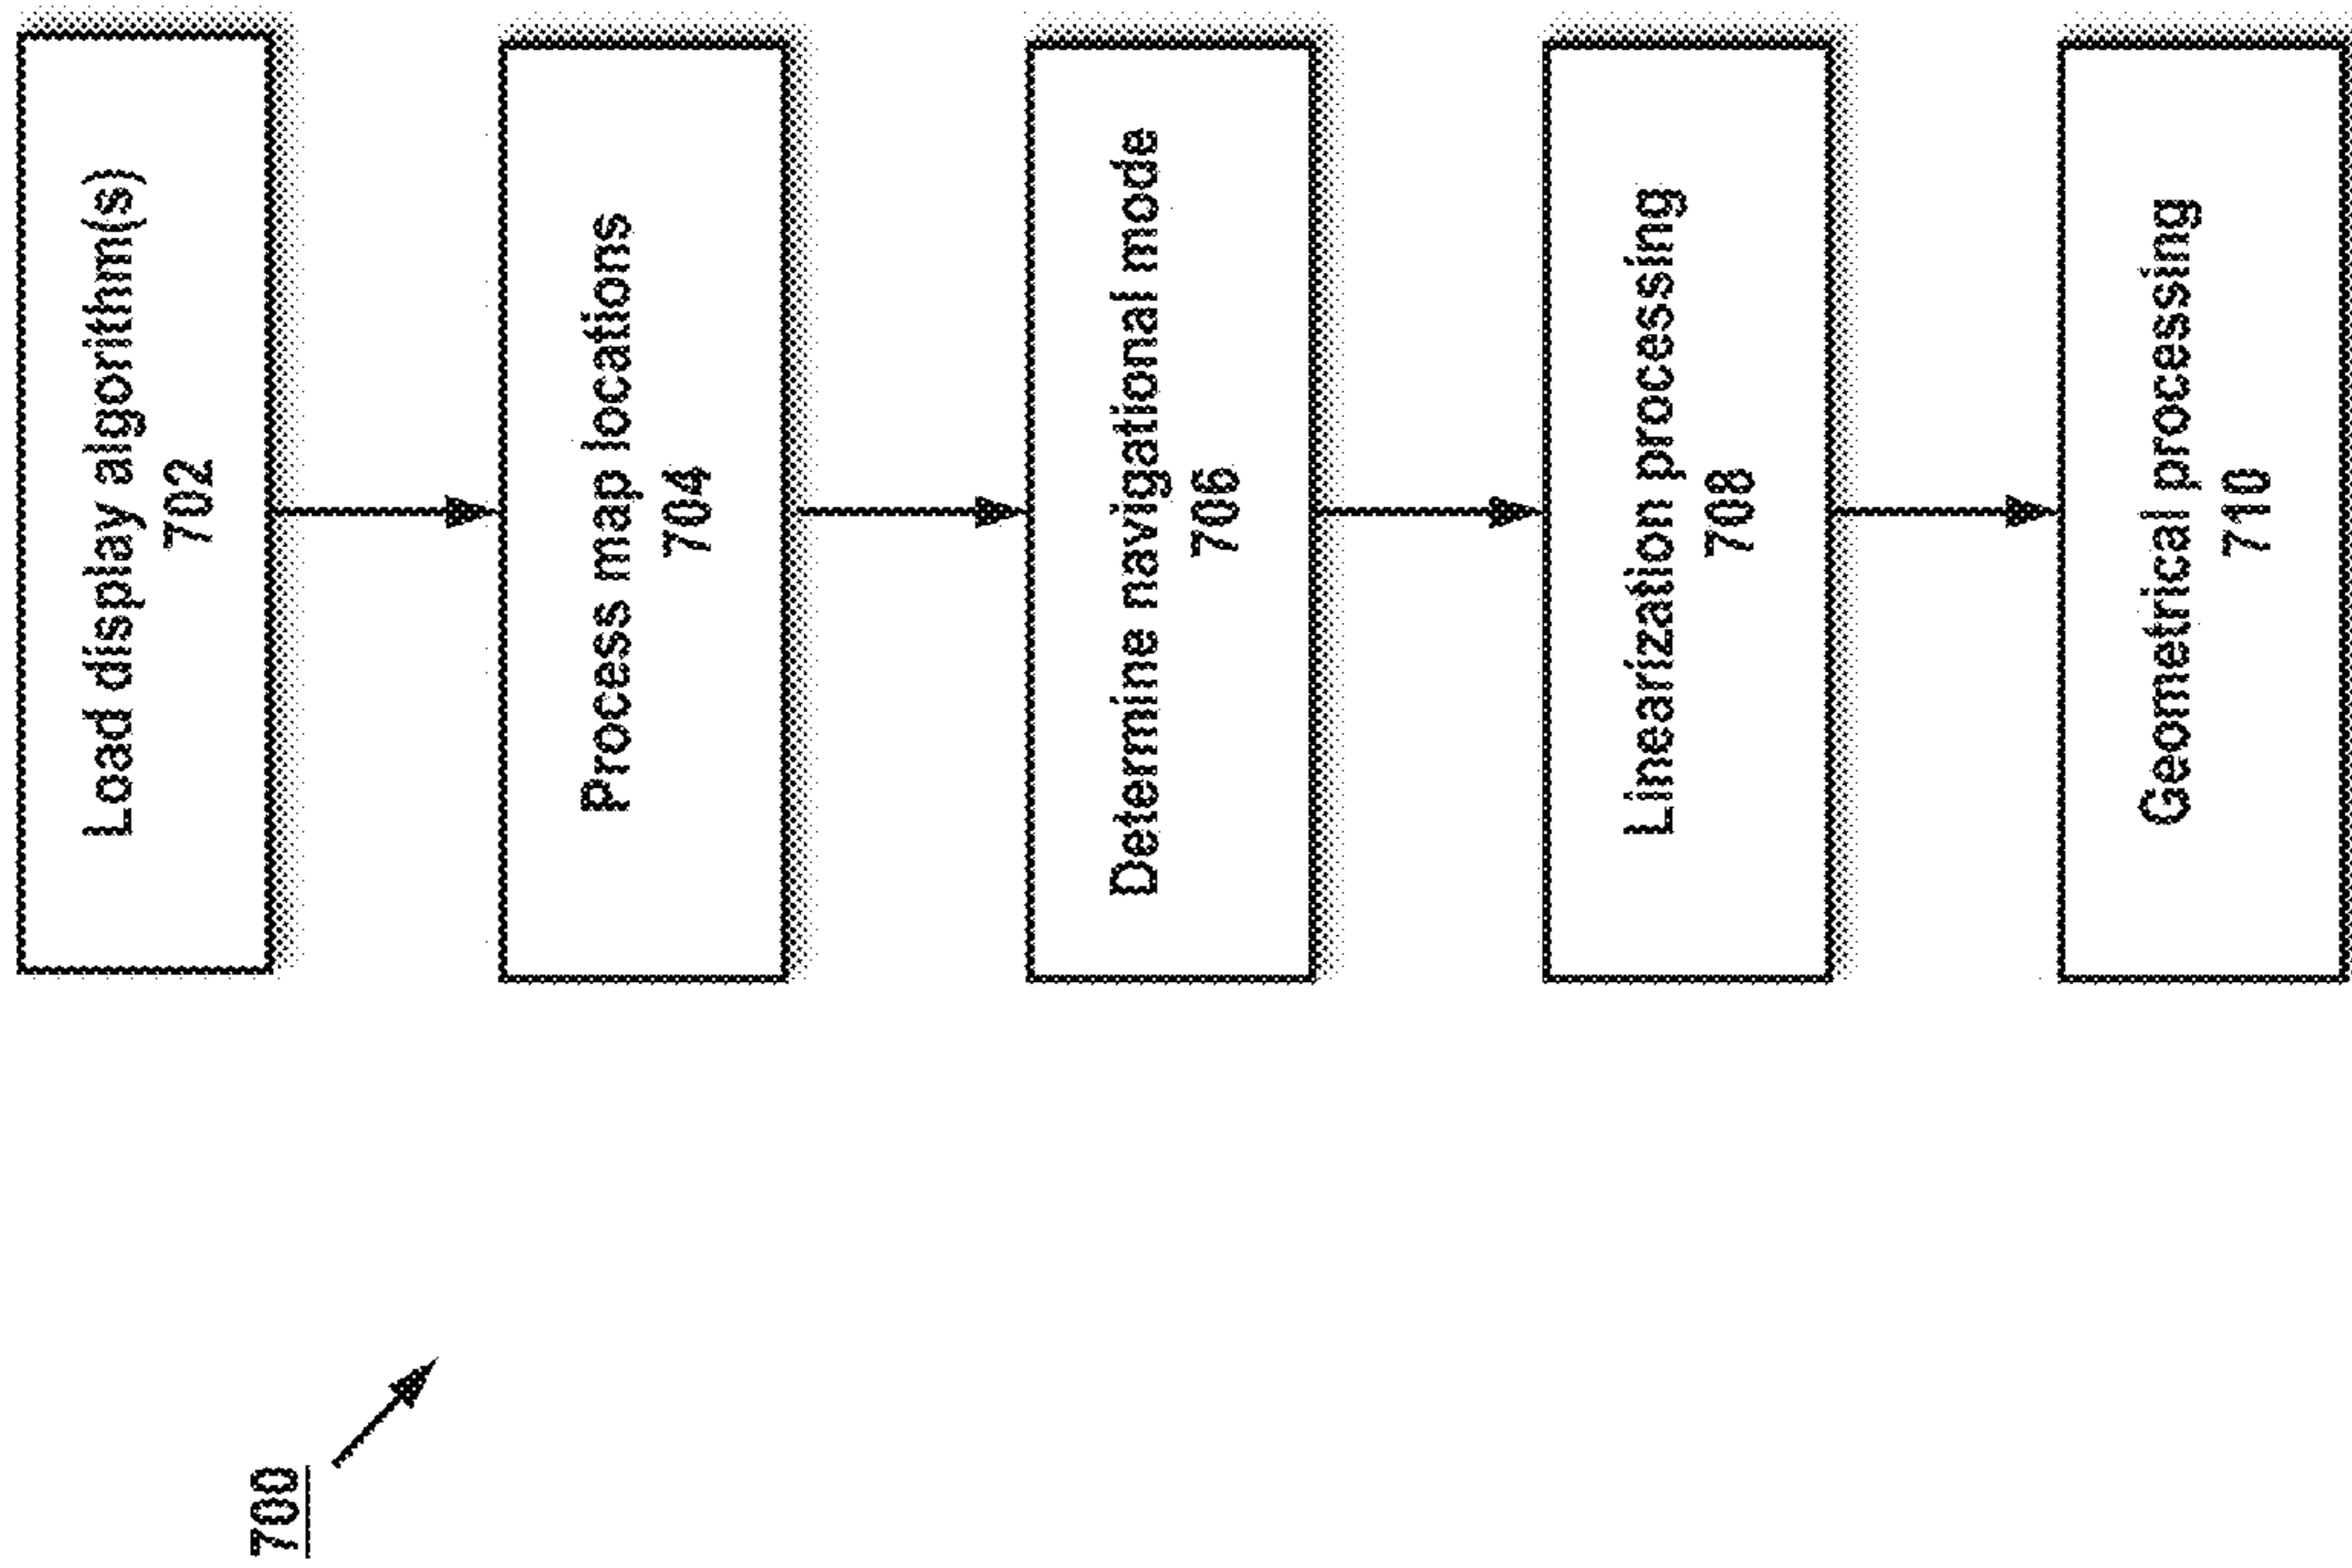 700
Load display algorithm(s)
702
Process map locations
704
Determine navigational mode
706
Linearization processing
708
Geometrical processing
710